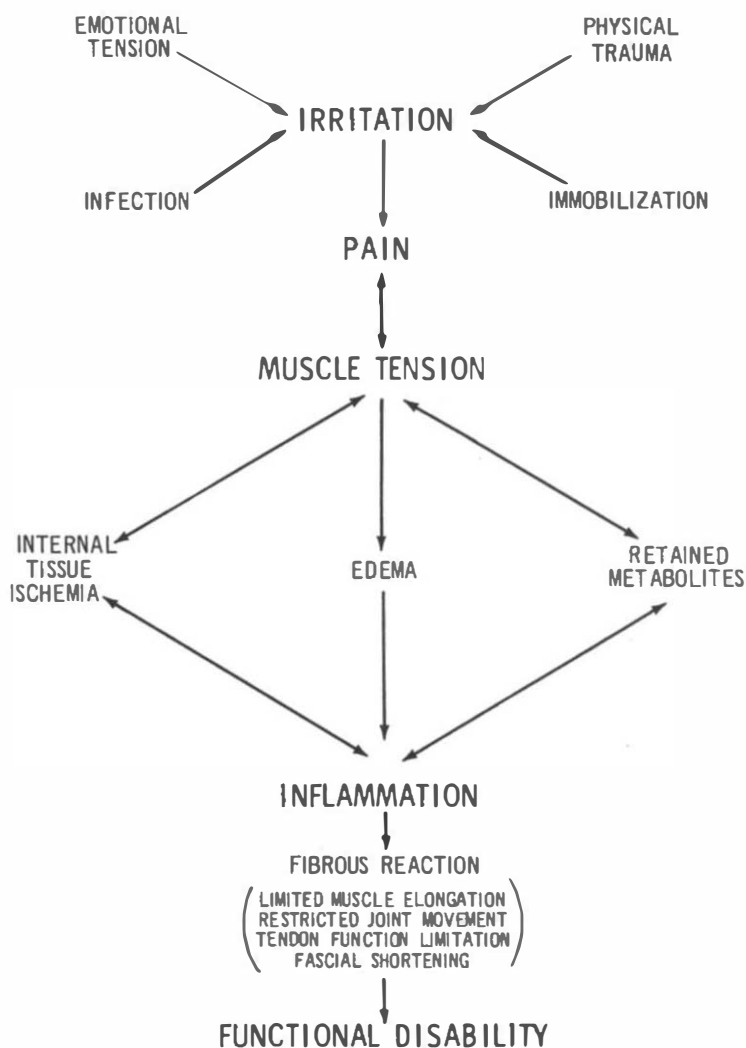 EMOTIONAL
TENSION
PHYSICAL
TRAUMA
IRRITATION
INFECTION
IMMOBILIZATION
PAIN
MUSCLE TENSION
INTERNAL
TISSUE
ISCHEMIA
EDEMA
RETAINED
METABOLITES
INFLAMMATION
FIBROUS REACTION
LIMITED MUSCLE ELONGATION
RESTRICTED JOINT MOVEMENT
TENDON FUNCTION LIMITATION
FASCIAL SHORTENING
FUNCTIONAL DISABILITY